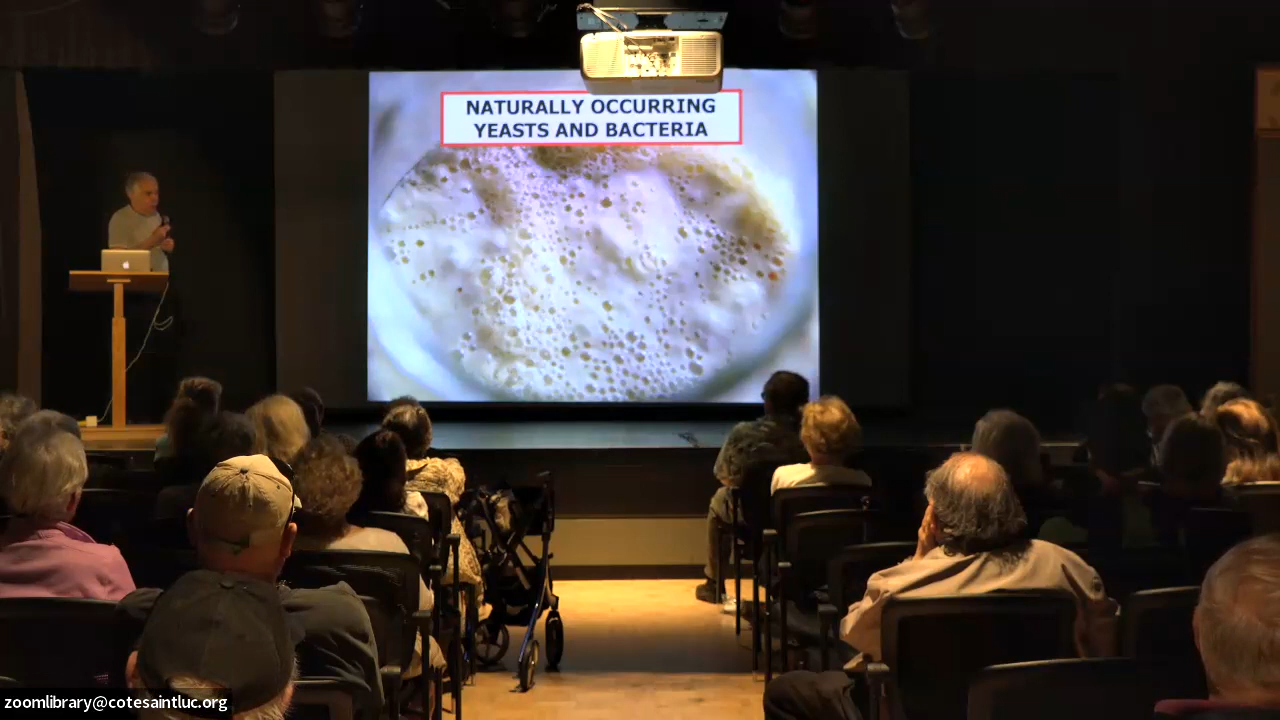 NATURALLY OCCURRING
YEASTS AND BACTERIA
zoomlibrary@cotesaintluc.org